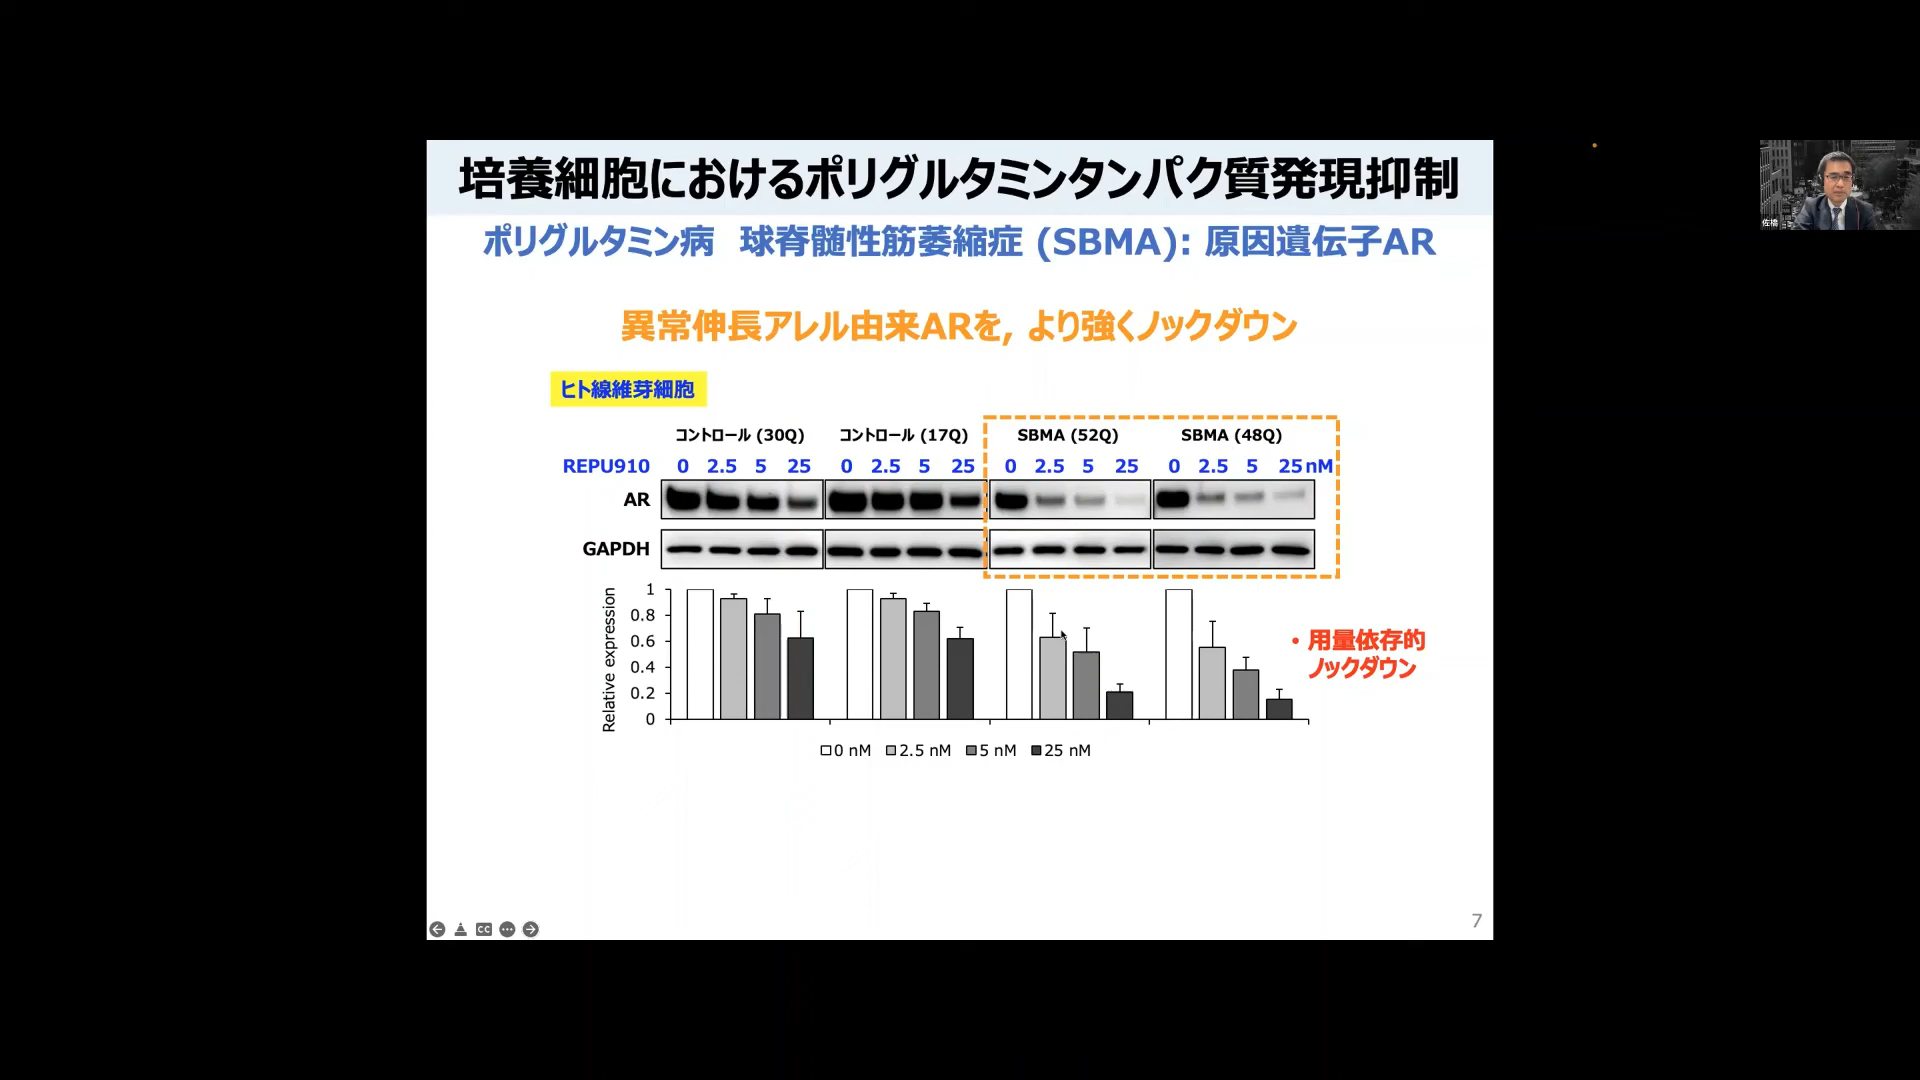 培養細胞におけるポリグルタミンタンパク質発現抑制
ポリグルタミン病 球脊髄性筋萎縮症 (SBMA): 原因遺伝子AR
異常伸長アレル由来ARを, より強くノックダウン
ヒト線維芽細胞
コントロール (30Q) コントロール (17Q) SBMA (52Q) SBMA (48Q)
REPU910 0 2.5 5 25 0 2.5 5 25 0 2.5 5 25 0 2.5 5 25 nM
AR
GAPDH
Relative expression
1
0.8
0.6
0.4
0.2
0
• 用量依存的
ノックダウン
0 nM 2.5 nM 5 nM 25 nM
7
CC
佐橋